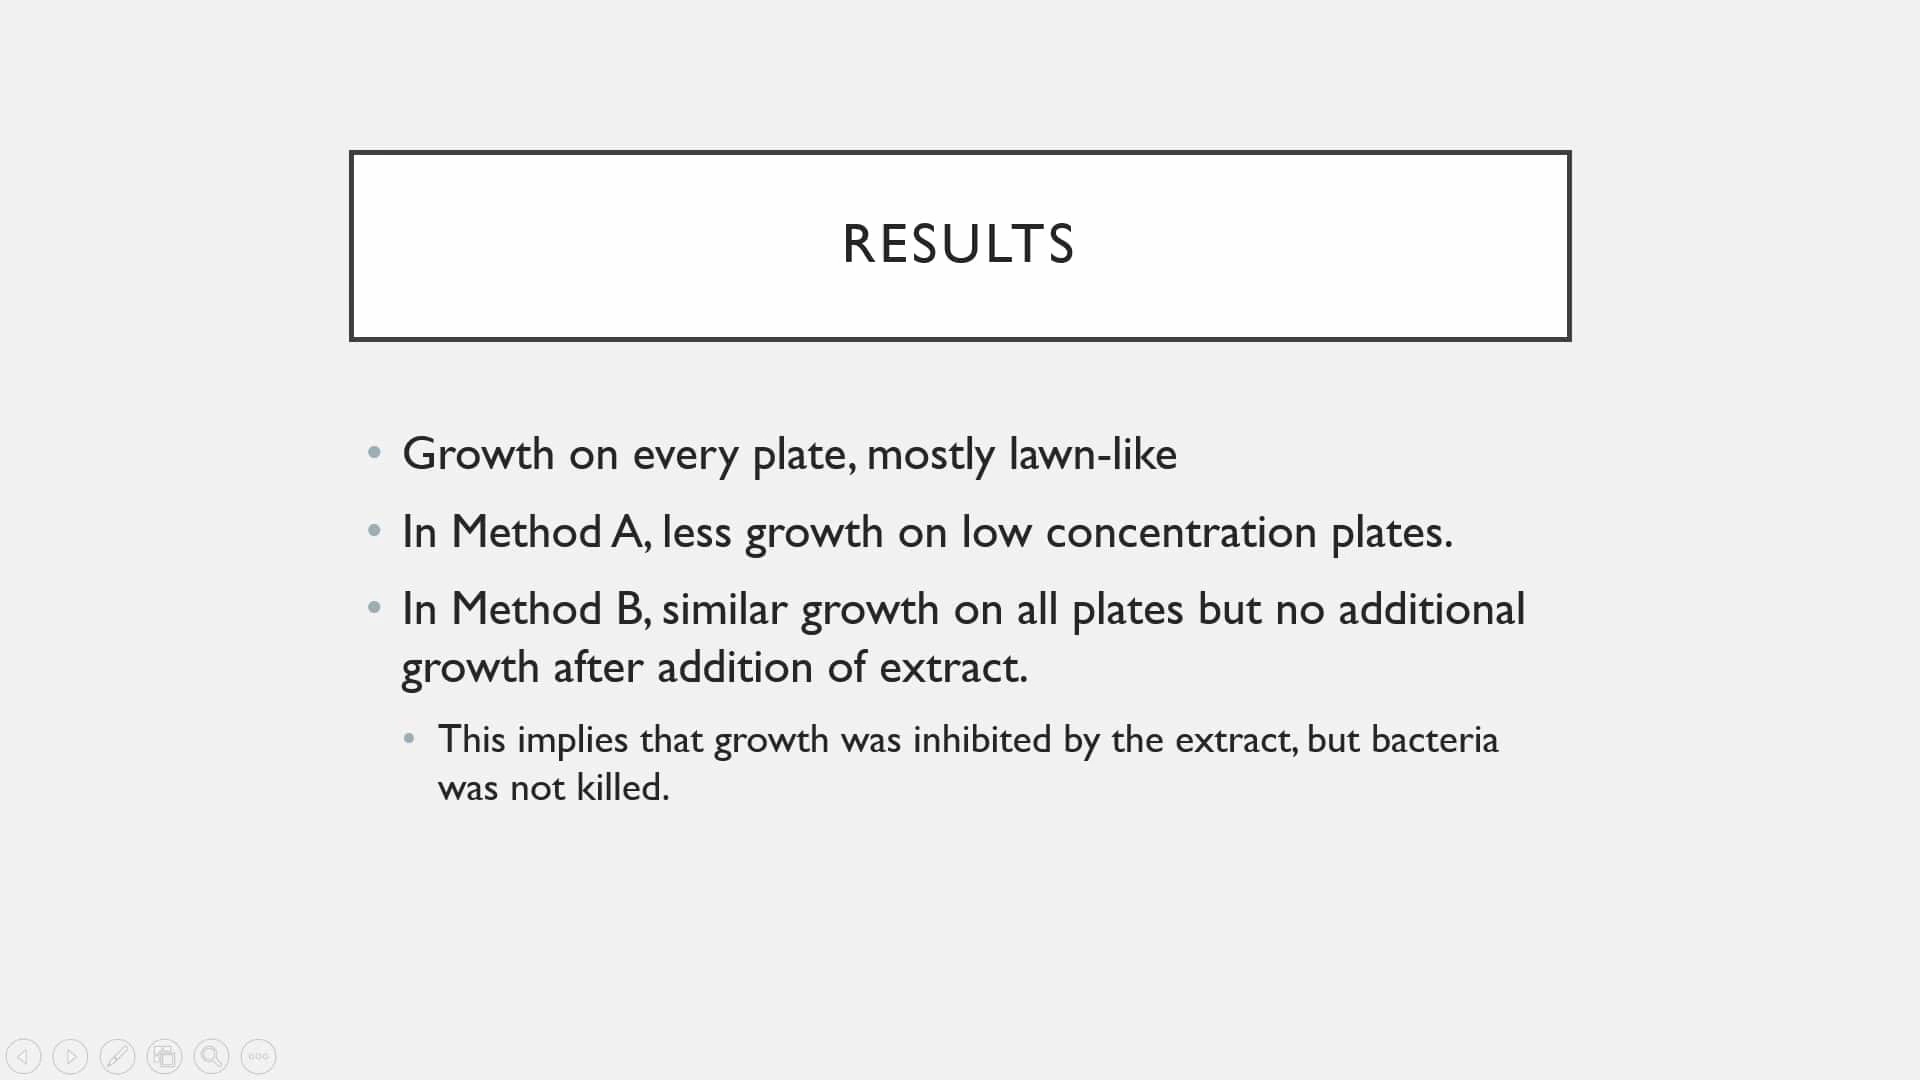 RESULTS
• Growth on every plate, mostly lawn-like
• In Method A, less growth on low concentration plates.
• In Method B, similar growth on all plates but no additional
growth after addition of extract.
• This implies that growth was inhibited by the extract, but bacteria
was not killed.